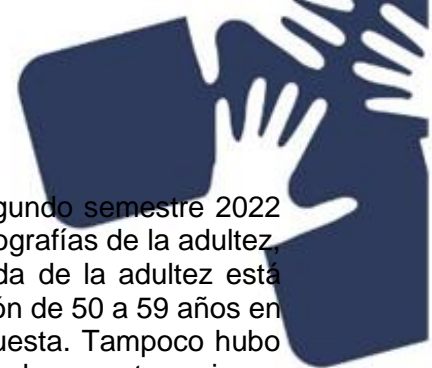 gundo semestre 2022
ografías de la adultez,
da de la adultez está
ón de 50 a 59 años en
uesta. Tampoco hubo